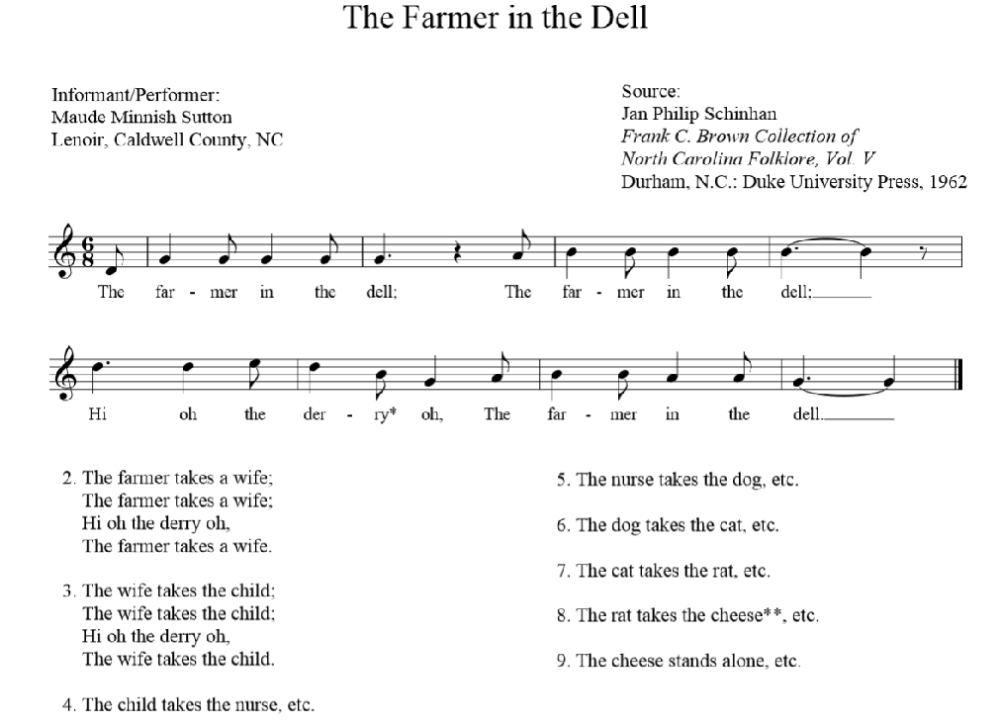 The Farmer in the Dell
Informant/Performer:
Maude Minnish Sutton
Lenoir, Caldwell County, NC
Source:
Jan Philip Schinhan
Frank C. Brown Collection of
North Carolina Folklore, Vol. V
Durham, N.C.: Duke University Press, 1962
6
8
The far - mer in the dell; The far - mer in the dell;
Hi oh the der - ry* oh, The far - mer in the dell.
2. The farmer takes a wife;
The farmer takes a wife;
Hi oh the derry oh,
The farmer takes a wife.
3. The wife takes the child;
The wife takes the child;
Hi oh the derry oh,
The wife takes the child.
4. The child takes the nurse, etc.
5. The nurse takes the dog, etc.
6. The dog takes the cat, etc.
7. The cat takes the rat, etc.
8. The rat takes the cheese**, etc.
9. The cheese stands alone, etc.